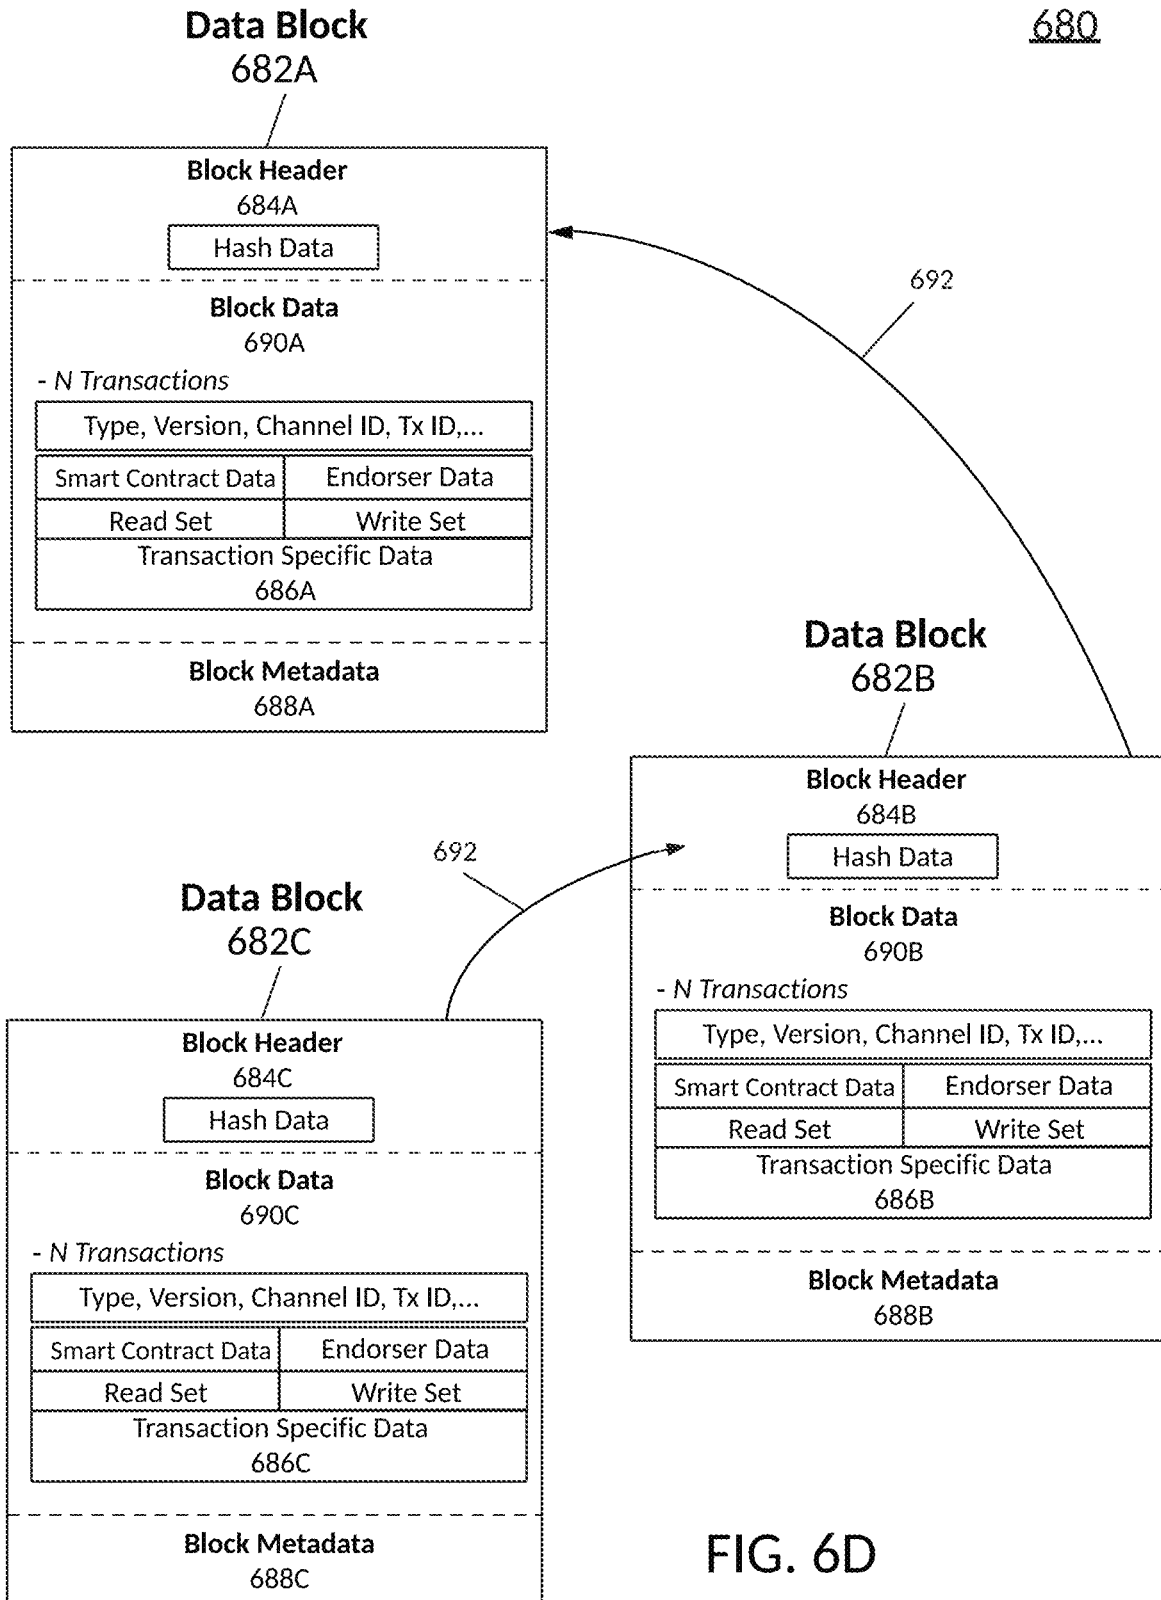 680
Data Block
682A
Block Header
684A
Hash Data
Block Data
690A
- N Transactions
Type, Version, Channel ID, Tx ID,...
Smart Contract Data
Endorser Data
Read Set
Write Set
Transaction Specific Data
686A
Block Metadata
688A
692
Data Block
682B
Block Header
684B
Hash Data
Block Data
690B
- N Transactions
Type, Version, Channel ID, Tx ID,...
Smart Contract Data
Endorser Data
Read Set
Write Set
Transaction Specific Data
686B
Block Metadata
688B
692
Data Block
682C
Block Header
684C
Hash Data
Block Data
690C
- N Transactions
Type, Version, Channel ID, Tx ID,...
Smart Contract Data
Endorser Data
Read Set
Write Set
Transaction Specific Data
686C
Block Metadata
688C
FIG. 6D